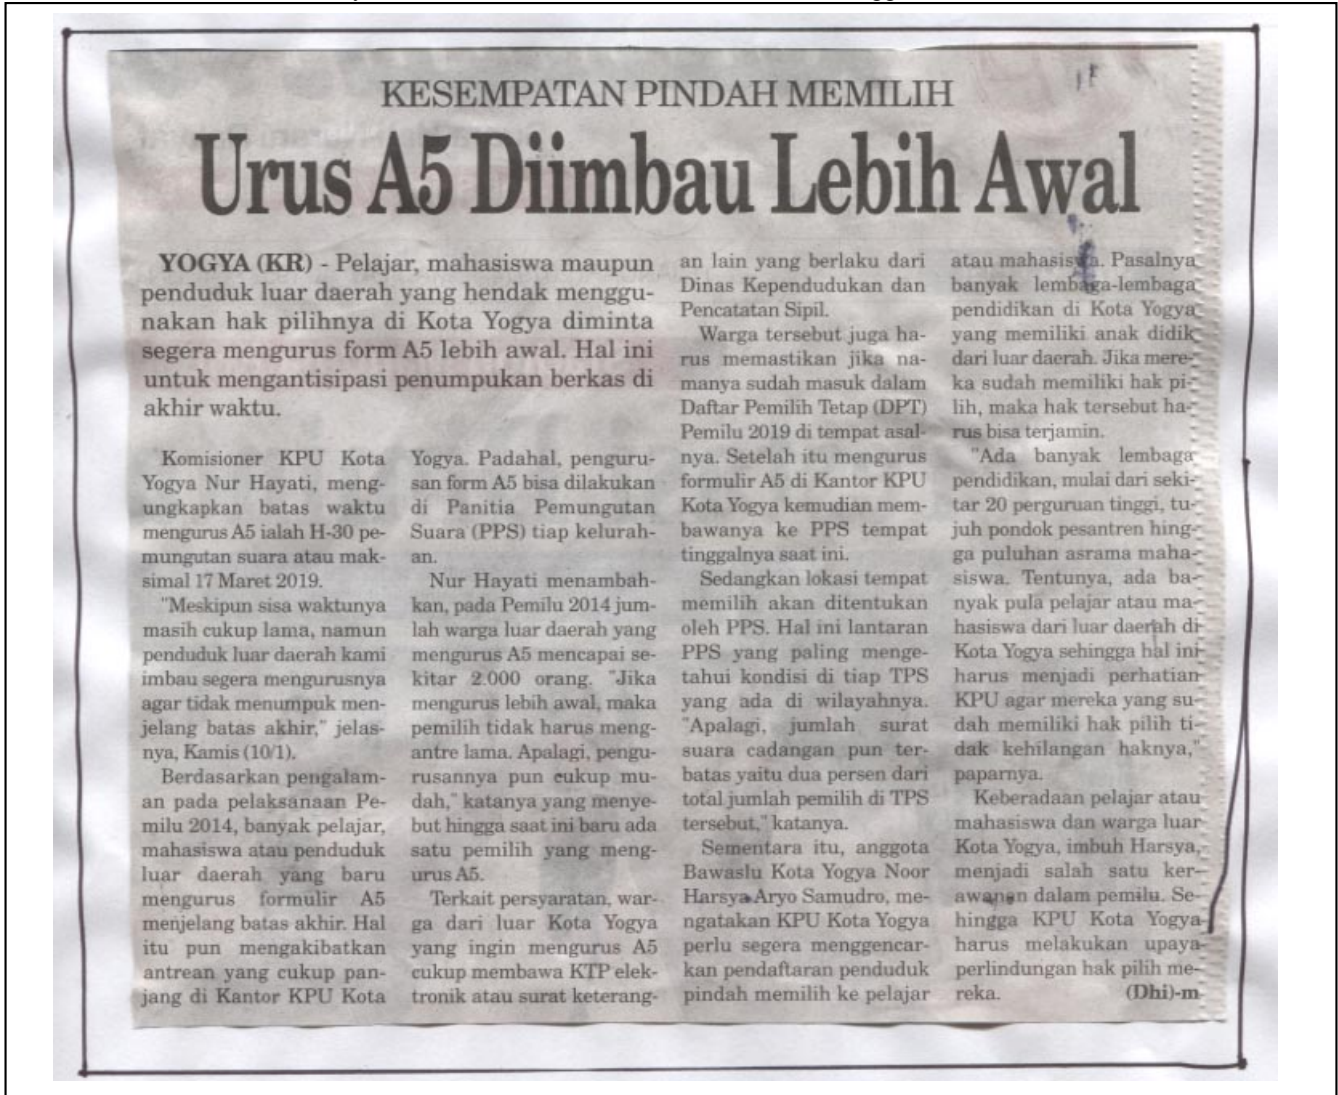 KESEMPATAN PINDAH MEMILIH
Urus A5 Diimbau Lebih Awal
YOGYA (KR) - Pelajar, mahasiswa maupun
penduduk luar daerah yang hendak menggu-
nakan hak pilihnya di Kota Yogya diminta
segera mengurus form A5 lebih awal. Hal ini
untuk mengantisipasi penumpukan berkas di
akhir waktu.
Komisioner KPU Kota
Yogya Nur Hayati, meng-
ungkapkan batas waktu
mengurus A5 ialah H-30 pe-
mungutan suara atau mak-
simal 17 Maret 2019.
"Meskipun sisa waktunya
masih cukup lama, namun
penduduk luar daerah kami
imbau segera mengurusnya
agar tidak menumpuk men-
jelang batas akhir," jelas-
nya, Kamis (10/1).
Berdasarkan pengalam-
an pada pelaksanaan Pe-
milu 2014, banyak pelajar,
mahasiswa atau penduduk
luar daerah yang baru
mengurus formulir A5
menjelang batas akhir. Hal
itu pun mengakibatkan
antrean yang cukup pan-
jang di Kantor KPU Kota
Yogya. Padahal, penguru-
san form A5 bisa dilakukan
di Panitia Pemungutan
Suara (PPS) tiap kelurah-
an.
Nur Hayati menambah-
kan, pada Pemilu 2014 jum-
lah warga luar daerah yang
mengurus A5 mencapai se-
kitar 2.000 orang. "Jika
mengurus lebih awal, maka
pemilih tidak harus meng-
antre lama. Apalagi, pengu-
rusannya pun cukup mu-
dah," katanya yang menye-
but hingga saat ini baru ada
satu pemilih yang meng-
urus A5.
Terkait persyaratan, war-
ga dari luar Kota Yogya
yang ingin mengurus A5
cukup membawa KTP elek-
tronik atau surat keterang-
an lain yang berlaku dari
Dinas Kependudukan dan
Pencatatan Sipil.
Warga tersebut juga ha-
rus memastikan jika na-
manya sudah masuk dalam
Daftar Pemilih Tetap (DPT)
Pemilu 2019 di tempat asal-
nya. Setelah itu mengurus
formulir A5 di Kantor KPU
Kota Yogya kemudian mem-
bawanya ke PPS tempat
tinggalnya saat ini.
Sedangkan lokasi tempat
memilih akan ditentukan
oleh PPS. Hal ini lantaran
PPS yang paling menge-
tahui kondisi di tiap TPS
yang ada di wilayahnya.
"Apalagi, jumlah surat
suara cadangan pun ter-
batas yaitu dua persen dari
total jumlah pemilih di TPS
tersebut," katanya.
Sementara itu, anggota
Bawaslu Kota Yogya Noor
Harsya Aryo Samudro, me-
ngatakan KPU Kota Yogya
perlu segera menggencar-
kan pendaftaran penduduk
pindah memilih ke pelajar
atau mahasiswa. Pasalnya
banyak lembaga-lembaga
pendidikan di Kota Yogya
yang memiliki anak didik
dari luar daerah. Jika mere-
ka sudah memiliki hak pi-
lih, maka hak tersebut ha-
rus bisa terjamin.
"Ada banyak lembaga
pendidikan, mulai dari seki-
tar 20 perguruan tinggi, tu-
juh pondok pesantren hing-
ga puluhan asrama maha-
siswa. Tentunya, ada ba-
nyak pula pelajar atau ma-
hasiswa dari luar daerah di
Kota Yogya sehingga hal ini
harus menjadi perhatian
KPU agar mereka yang su-
dah memiliki hak pilih ti-
dak kehilangan haknya,"
paparnya.
Keberadaan pelajar atau
mahasiswa dan warga luar
Kota Yogya, imbuh Harsya,
menjadi salah satu ker-
awanan dalam pemilu. Se-
hingga KPU Kota Yogya
harus melakukan upaya
perlindungan hak pilih me-
reka. (Dhi)-m